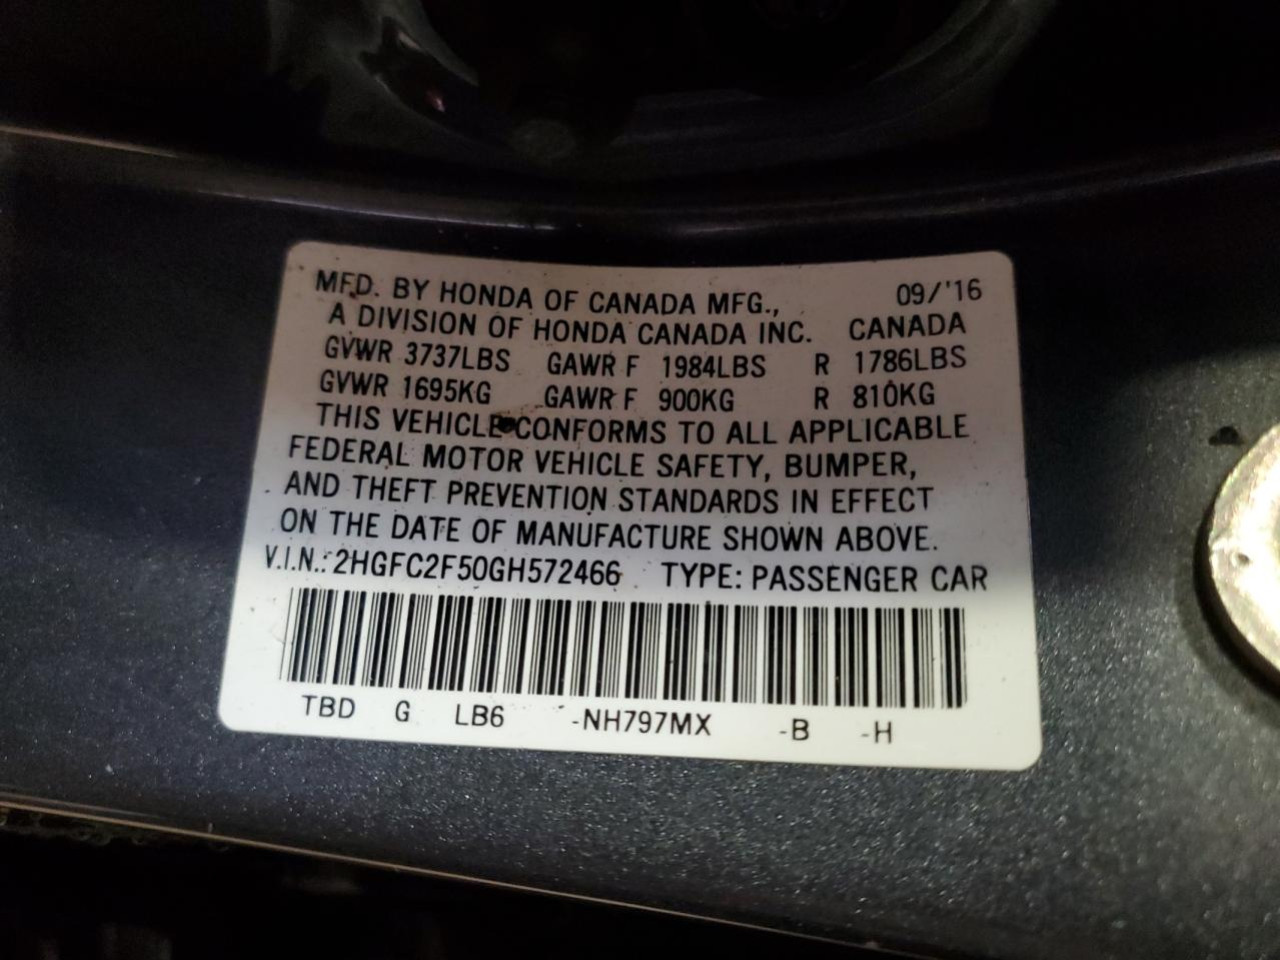 MFD. BY HONDA OF CANADA MFG., 09/'16
A DIVISION OF HONDA CANADA INC. CANADA
GVWR 3737LBS GAWR F 1984LBS R 1786LBS
GVWR 1695KG GAWR F 900KG R 810KG
THIS VEHICLE CONFORMS TO ALL APPLICABLE
FEDERAL MOTOR VEHICLE SAFETY, BUMPER,
AND THEFT PREVENTION STANDARDS IN EFFECT
ON THE DATE OF MANUFACTURE SHOWN ABOVE.
V.I.N.: 2HGFC2F50GH572466 TYPE: PASSENGER CAR
TBD G LB6 -NH797MX -B -H